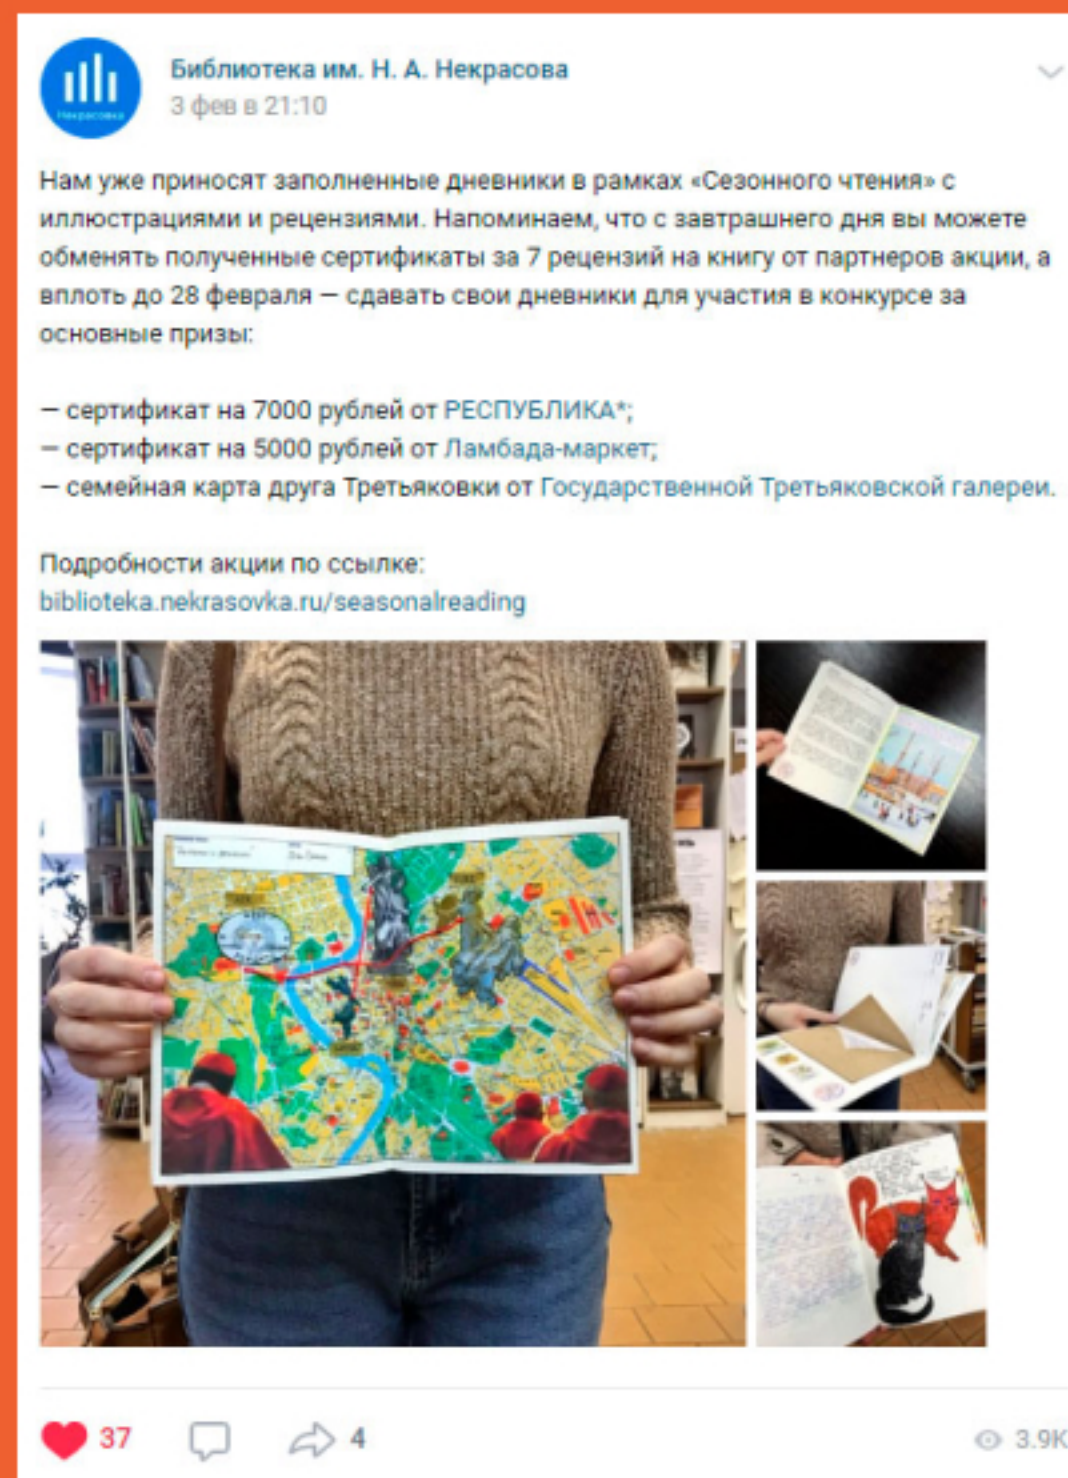 Некрасовка
Библиотека им. Н. А. Некрасова
3 фев в 21:10
Нам уже приносят заполненные дневники в рамках «Сезонного чтения» с
иллюстрациями и рецензиями. Напоминаем, что с завтрашнего дня вы можете
обменять полученные сертификаты за 7 рецензий на книгу от партнеров акции, а
вплоть до 28 февраля — сдавать свои дневники для участия в конкурсе за
основные призы:
— сертификат на 7000 рублей от РЕСПУБЛИКА*;
— сертификат на 5000 рублей от Ламбада-маркет;
— семейная карта друга Третьяковки от Государственной Третьяковской галереи.
Подробности акции по ссылке:
biblioteka.nekrasovka.ru/seasonalreading
37
4
3.9K